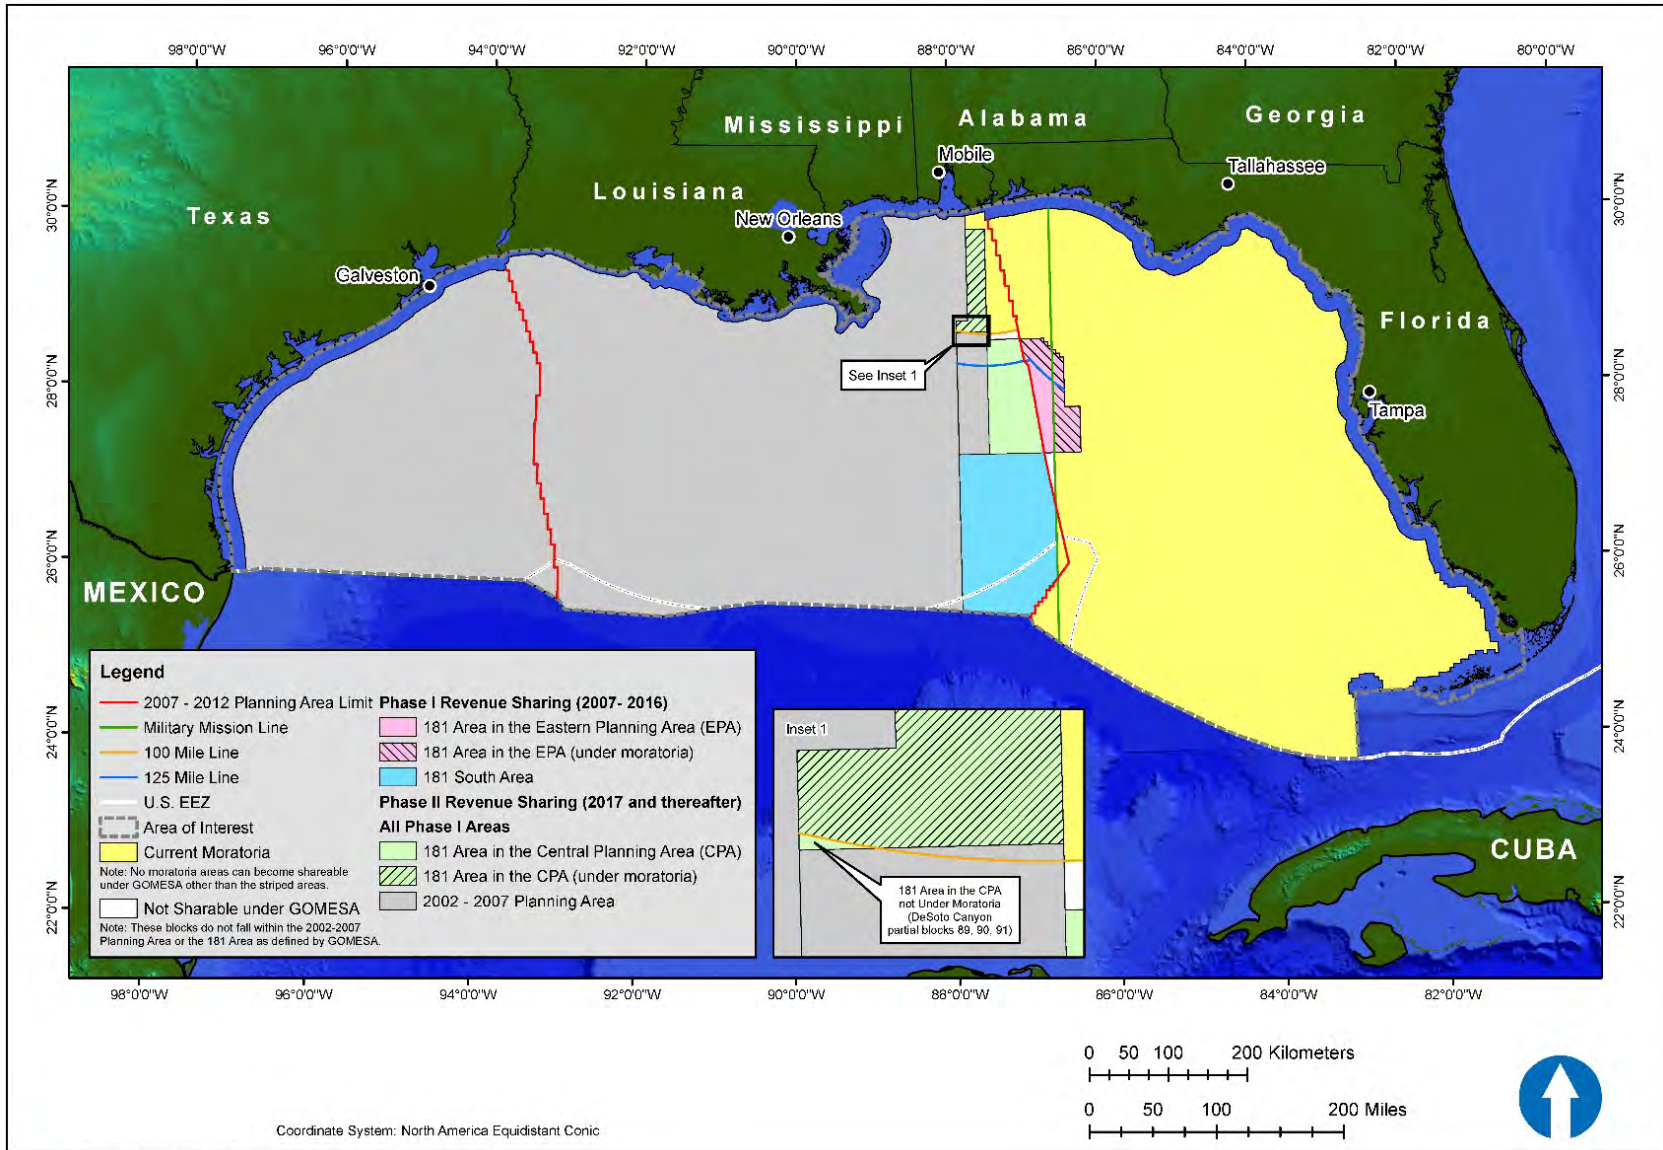 98°0'0"W 96°0'0"W 94°0'0"W 92°0'0"W 90°0'0"W 88°0'0"W 86°0'0"W 84°0'0"W 82°0'0"W 80°0'0"W
30°0'0"N
28°0'0"N
26°0'0"N
24°0'0"N
22°0'0"N
30°0'0"N
28°0'0"N
26°0'0"N
24°0'0"N
22°0'0"N
Mississippi
Alabama
Georgia
Mobile
Tallahassee
Louisiana
Texas
New Orleans
Galveston
Florida
See Inset 1
Tampa
MEXICO
CUBA
Legend
2007 - 2012 Planning Area Limit
Military Mission Line
100 Mile Line
125 Mile Line
U.S. EEZ
Area of Interest
Current Moratoria
Note: No moratoria areas can become shareable
under GOMESA other than the striped areas.
Not Sharable under GOMESA
Note: These blocks do not fall within the 2002-2007
Planning Area or the 181 Area as defined by GOMESA.
Phase I Revenue Sharing (2007- 2016)
181 Area in the Eastern Planning Area (EPA)
181 Area in the EPA (under moratoria)
181 South Area
Phase II Revenue Sharing (2017 and thereafter)
All Phase I Areas
181 Area in the Central Planning Area (CPA)
181 Area in the CPA (under moratoria)
2002 - 2007 Planning Area
Inset 1
181 Area in the CPA
not Under Moratoria
(DeSoto Canyon
partial blocks 89, 90, 91)
98°0'0"W 96°0'0"W 94°0'0"W 92°0'0"W 90°0'0"W 88°0'0"W 86°0'0"W 84°0'0"W 82°0'0"W
0 50 100 200 Kilometers
0 50 100 200 Miles
Coordinate System: North America Equidistant Conic